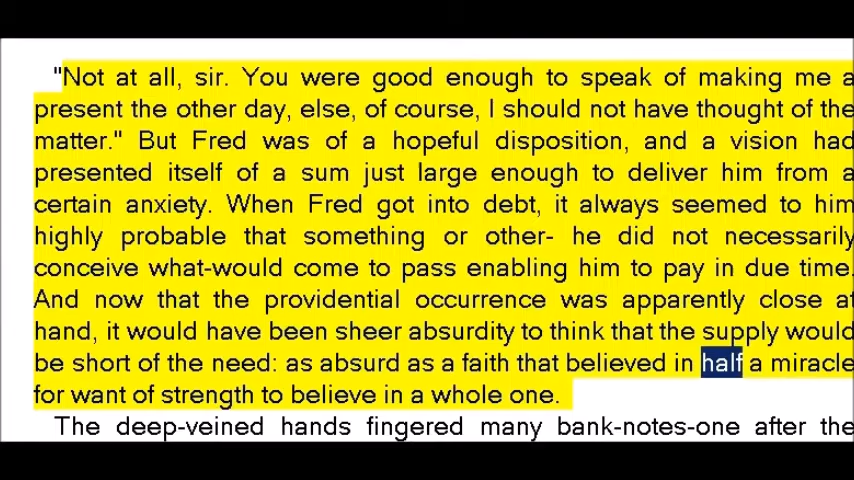 "Not at all, sir. You were good enough to speak of making me a
present the other day, else, of course, I should not have thought of the
matter." But Fred was of a hopeful disposition, and a vision had
presented itself of a sum just large enough to deliver him from a
certain anxiety. When Fred got into debt, it always seemed to him
highly probable that something or other- he did not necessarily
conceive what-would come to pass enabling him to pay in due time.
And now that the providential occurrence was apparently close at
hand, it would have been sheer absurdity to think that the supply would
be short of the need: as absurd as a faith that believed in half a miracle
for want of strength to believe in a whole one.
The deep-veined hands fingered many bank-notes-one after the